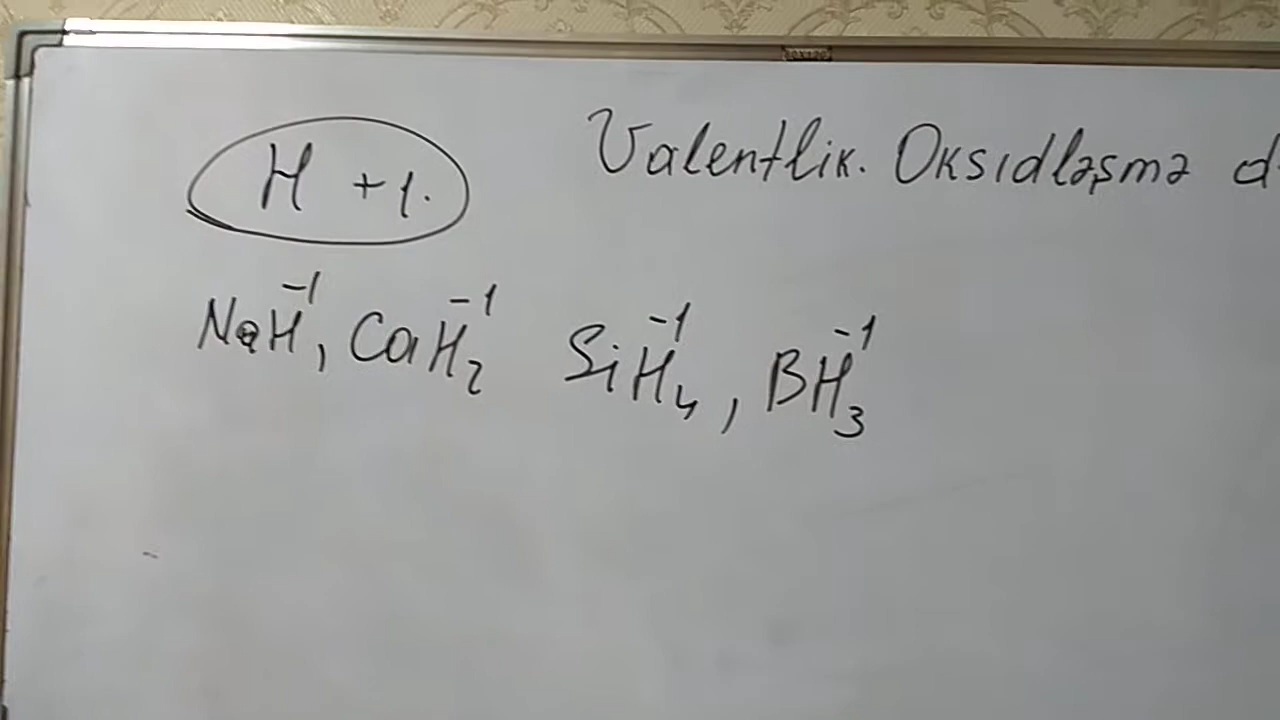 Valentlik. Oksidləşmə d
H +1.
NaH⁻¹, CaH₂⁻¹ SiH₄⁻¹, BH₃⁻¹